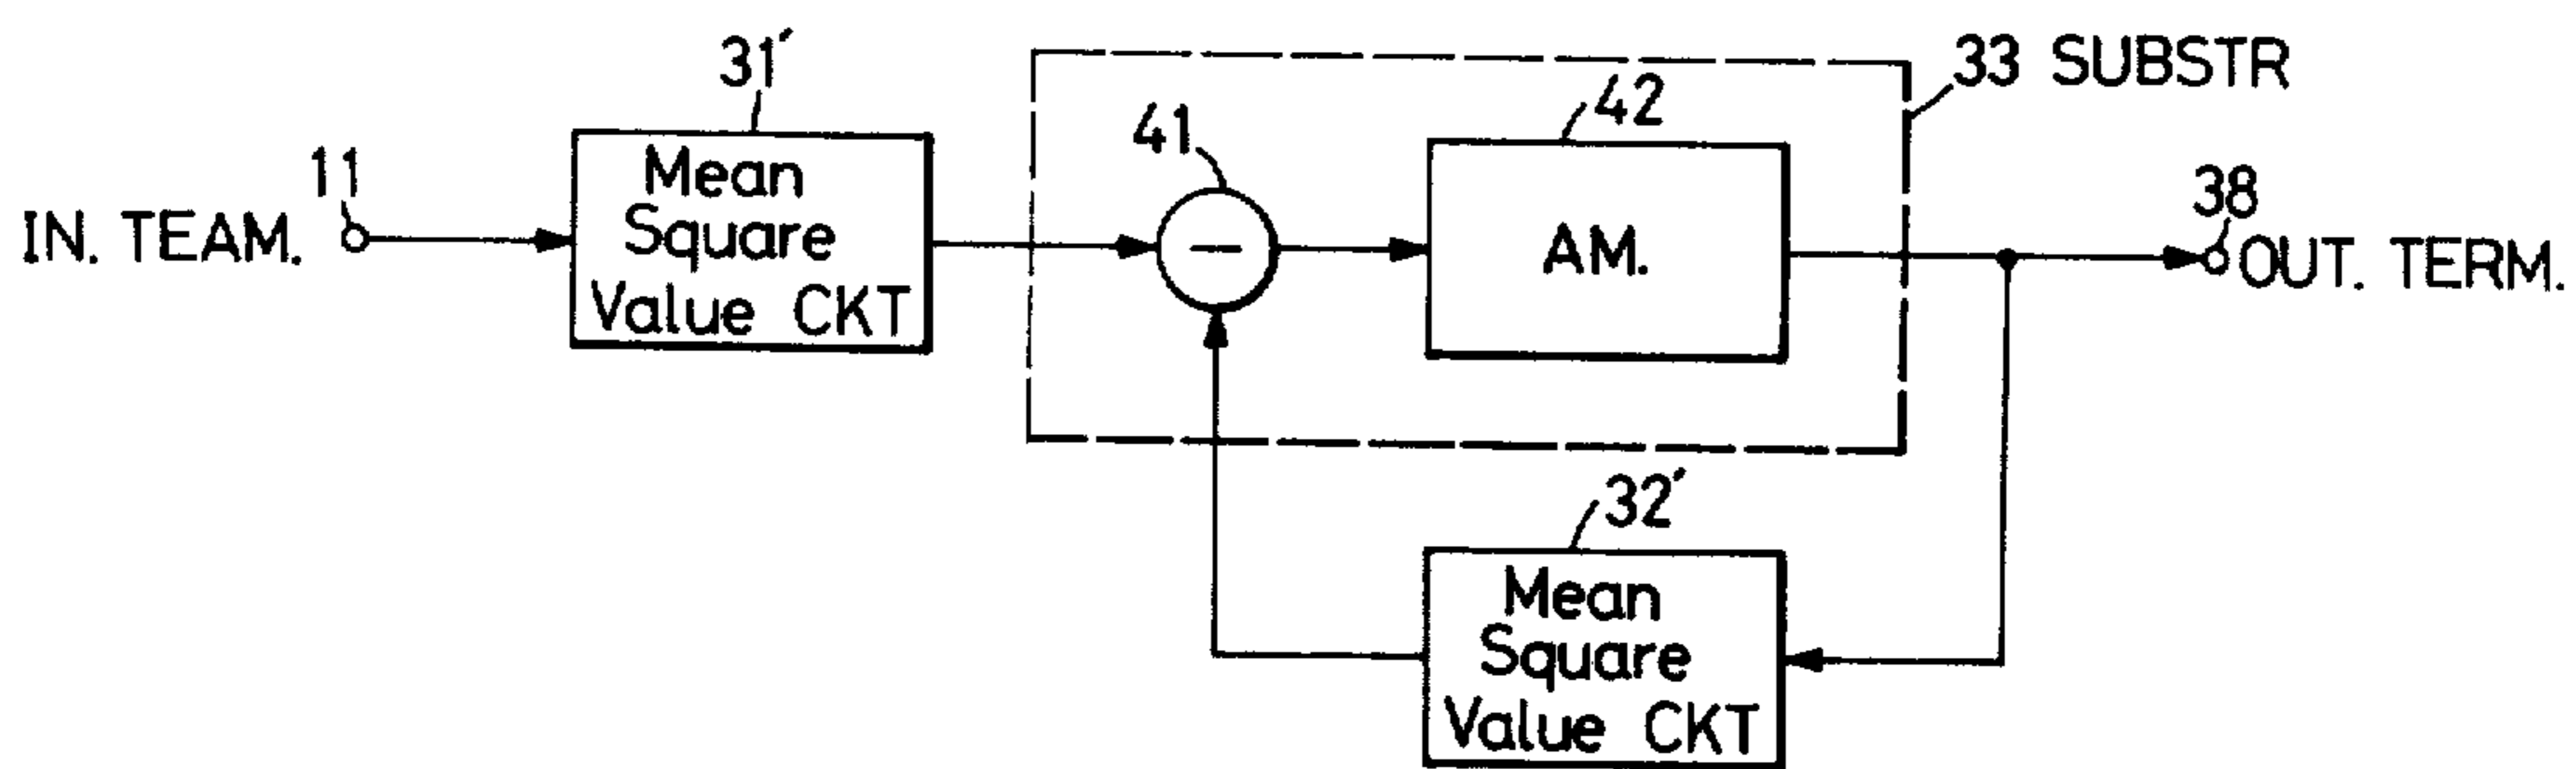 31′
33 SUBSTR
41
42
IN. TEAM.
11
Mean
Square
Value CKT
−
AM.
38
OUT. TERM.
32′
Mean
Square
Value CKT